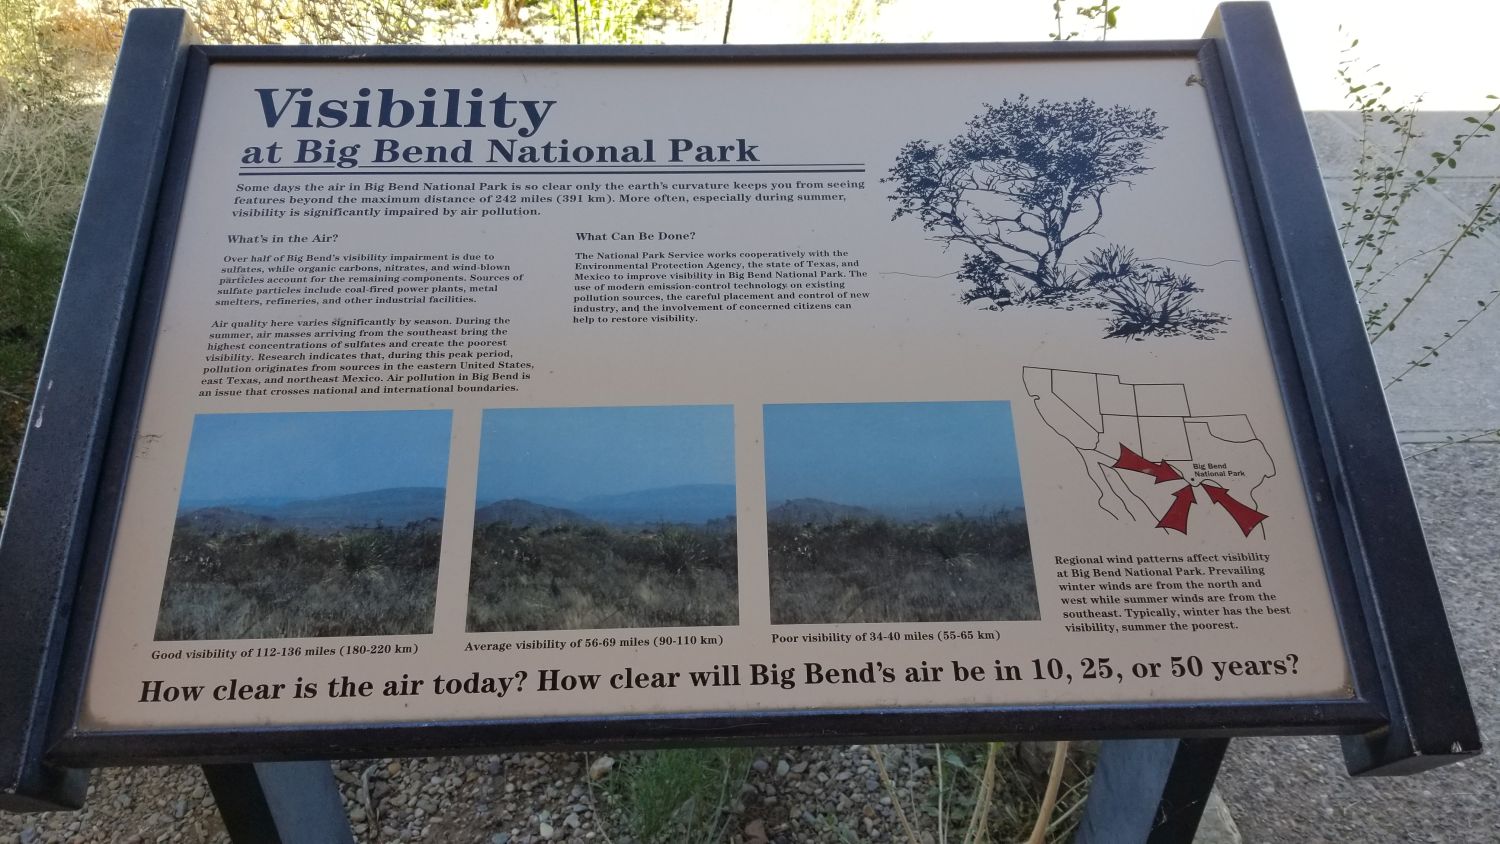 Visibility
at Big Bend National Park
Some days the air in Big Bend National Park is so clear only the earth's curvature keeps you from seeing
features beyond the maximum distance of 242 miles (391 km). More often, especially during summer,
visibility is significantly impaired by air pollution.
What's in the Air?
Over half of Big Bend's visibility impairment is due to
sulfates, while organic carbons, nitrates, and wind-blown
particles account for the remaining components. Sources of
sulfate particles include coal-fired power plants, metal
smelters, refineries, and other industrial facilities.
Air quality here varies significantly by season. During the
summer, air masses arriving from the southeast bring the
highest concentrations of sulfates and create the poorest
visibility. Research indicates that, during this peak period,
pollution originates from sources in the eastern United States,
east Texas, and northeast Mexico. Air pollution in Big Bend is
an issue that crosses national and international boundaries.
What Can Be Done?
The National Park Service works cooperatively with the
Environmental Protection Agency, the state of Texas, and
Mexico to improve visibility in Big Bend National Park. The
use of modern emission-control technology on existing
pollution sources, the careful placement and control of new
industry, and the involvement of concerned citizens can
help to restore visibility.
Big Bend
National Park
Regional wind patterns affect visibility
at Big Bend National Park. Prevailing
winter winds are from the north and
west while summer winds are from the
southeast. Typically, winter has the best
visibility, summer the poorest.
Good visibility of 112-136 miles (180-220 km)
Average visibility of 56-69 miles (90-110 km)
Poor visibility of 34-40 miles (55-65 km)
How clear is the air today? How clear will Big Bend's air be in 10, 25, or 50 years?